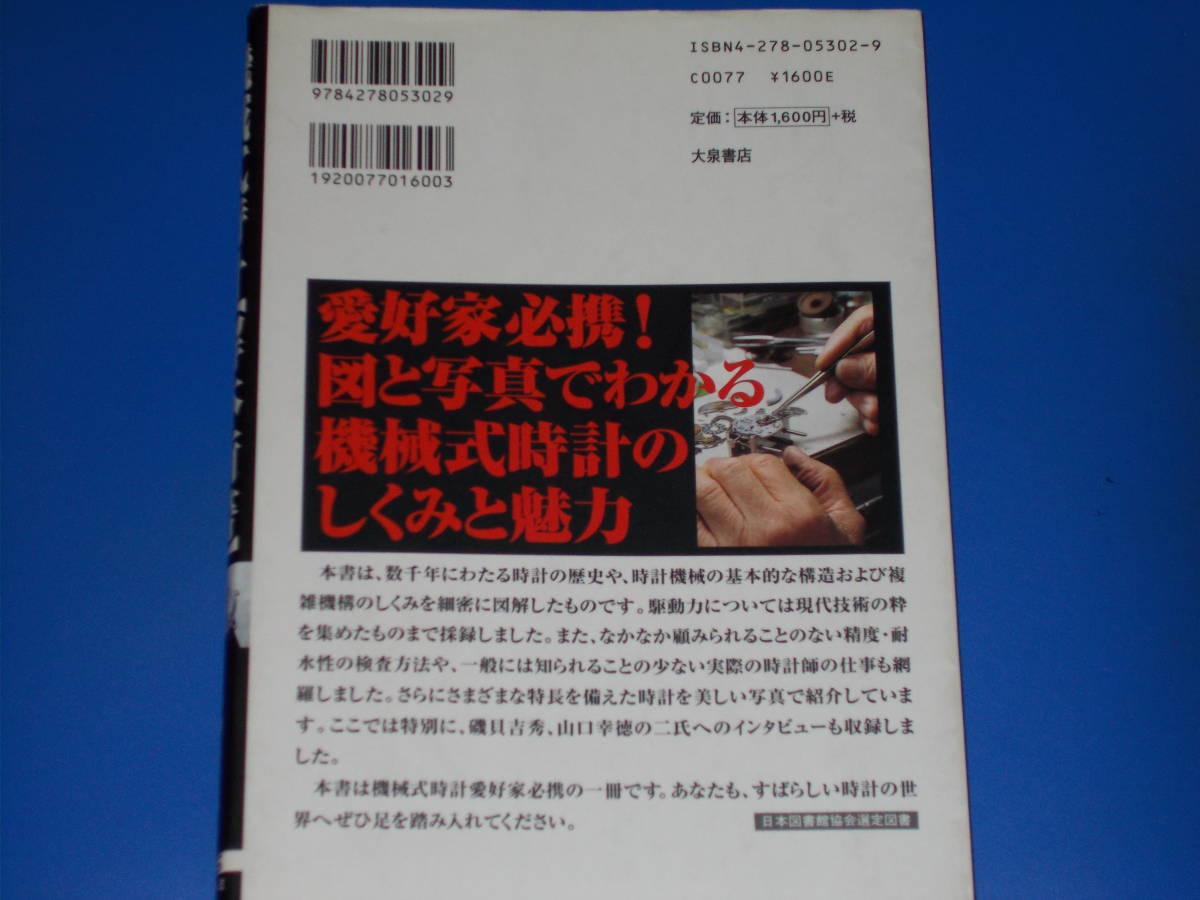 9784278053029
1920077016003
ISBN4-278-05302-9
C0077 ¥1600E
定価：本体1,600円+税
大泉書店
愛好家必携！
図と写真でわかる
機械式時計の
しくみと魅力
本書は、数千年にわたる時計の歴史や、時計機械の基本的な構造および複
雑機構のしくみを細密に図解したものです。駆動力については現代技術の粋
を集めたものまで採録しました。また、なかなか顧みられることのない精度・耐
水性の検査方法や、一般には知られることの少ない実際の時計師の仕事も網
羅しました。さらにさまざまな特長を備えた時計を美しい写真で紹介していま
す。ここでは特別に、磯貝吉秀、山口幸徳の二氏へのインタビューも収録しま
した。
本書は機械式時計愛好家必携の一冊です。あなたも、すばらしい時計の世
界へぜひ足を踏み入れてください。
日本図書館協会選定図書